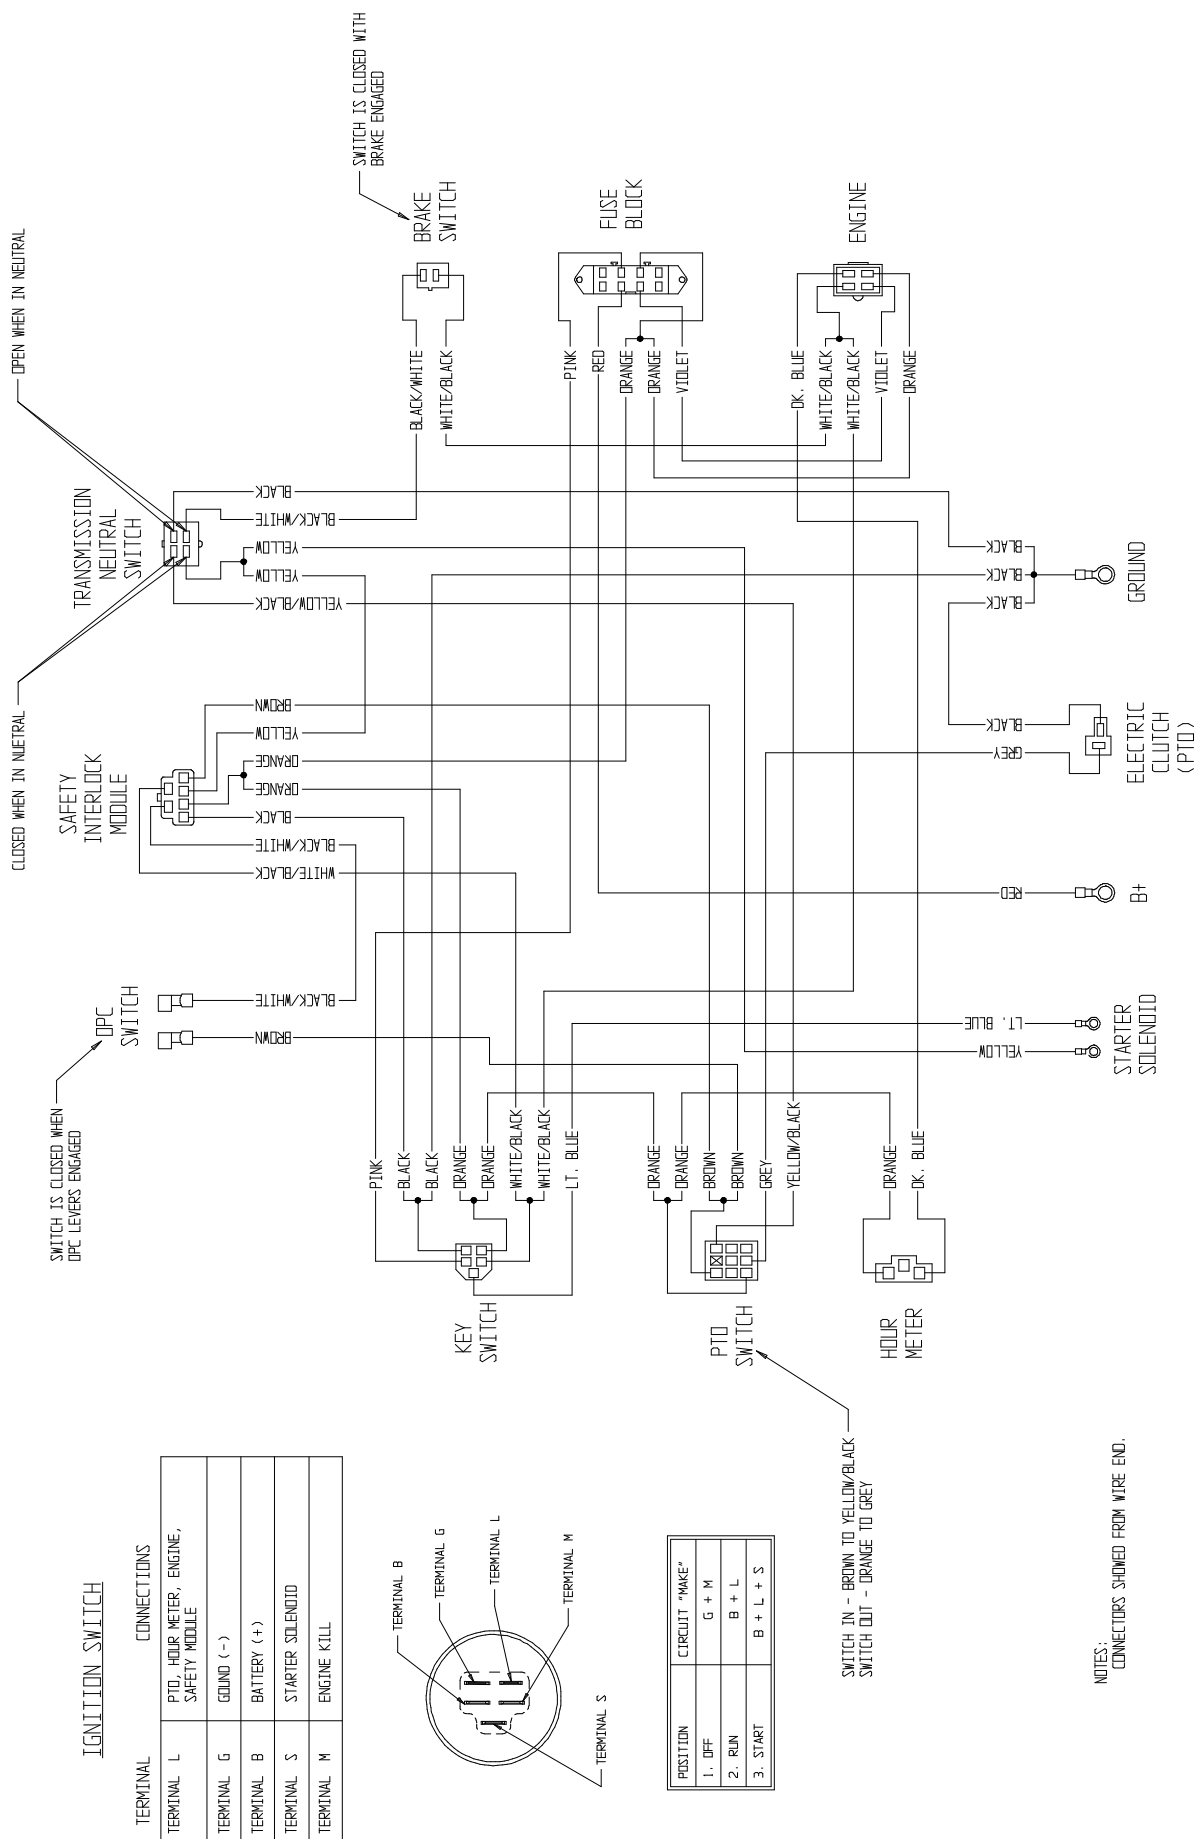 IGNITION SWITCH
TERMINAL CONNECTIONS
TERMINAL L PTO, HOUR METER, ENGINE,
SAFETY MODULE
TERMINAL G GOUND (-)
TERMINAL B BATTERY (+)
TERMINAL S STARTER SOLENOID
TERMINAL M ENGINE KILL
TERMINAL B
TERMINAL G
TERMINAL L
TERMINAL M
TERMINAL S
POSITION CIRCUIT "MAKE"
1. OFF G + M
2. RUN B + L
3. START B + L + S
NOTES:
CONNECTORS SHOWED FROM WIRE END.
SWITCH IS CLOSED WHEN
OPC LEVERS ENGAGED
OPC
SWITCH
BROWN
BLACK/WHITE
CLOSED WHEN IN NUETRAL
SAFETY
INTERLOCK
MODULE
BROWN
YELLOW
ORANGE
ORANGE
BLACK
BLACK/WHITE
WHITE/BLACK
OPEN WHEN IN NEUTRAL
TRANSMISSION
NEUTRAL
SWITCH
BLACK
BLACK/WHITE
YELLOW
YELLOW
YELLOW/BLACK
SWITCH IS CLOSED WITH
BRAKE ENGAGED
BRAKE
SWITCH
BLACK/WHITE
WHITE/BLACK
FUSE
BLOCK
PINK
RED
ORANGE
ORANGE
VIOLET
ENGINE
DK. BLUE
WHITE/BLACK
WHITE/BLACK
VIOLET
ORANGE
KEY
SWITCH
PINK
BLACK
BLACK
ORANGE
ORANGE
WHITE/BLACK
WHITE/BLACK
LT. BLUE
PTO
SWITCH
ORANGE
ORANGE
BROWN
BROWN
GREY
YELLOW/BLACK
SWITCH IN - BROWN TO YELLOW/BLACK
SWITCH OUT - ORANGE TO GREY
HOUR
METER
ORANGE
DK. BLUE
LT. BLUE
YELLOW
STARTER
SOLENOID
RED
B+
BLACK
GREY
ELECTRIC
CLUTCH
(PTO)
BLACK
BLACK
BLACK
GROUND